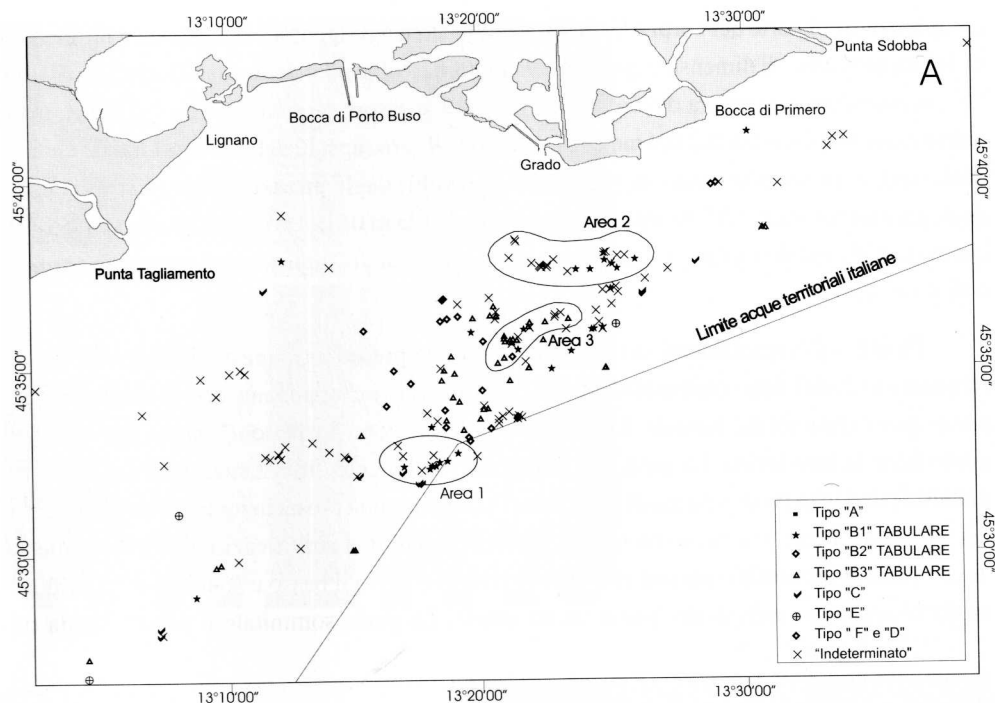 13°10'00" 13°20'00" 13°30'00"
Punta Sdobba
A
Bocca di Porto Buso
Bocca di Primero
Lignano
Grado
45°40'00"
45°40'00"
Area 2
Punta Tagliamento
Limite acque territoriali italiane
Area 3
45°35'00"
45°35'00"
Area 1
Tipo "A"
Tipo "B1" TABULARE
Tipo "B2" TABULARE
Tipo "B3" TABULARE
Tipo "C"
Tipo "E"
Tipo " F" e "D"
"Indeterminato"
45°30'00"
45°30'00"
13°10'00" 13°20'00" 13°30'00"